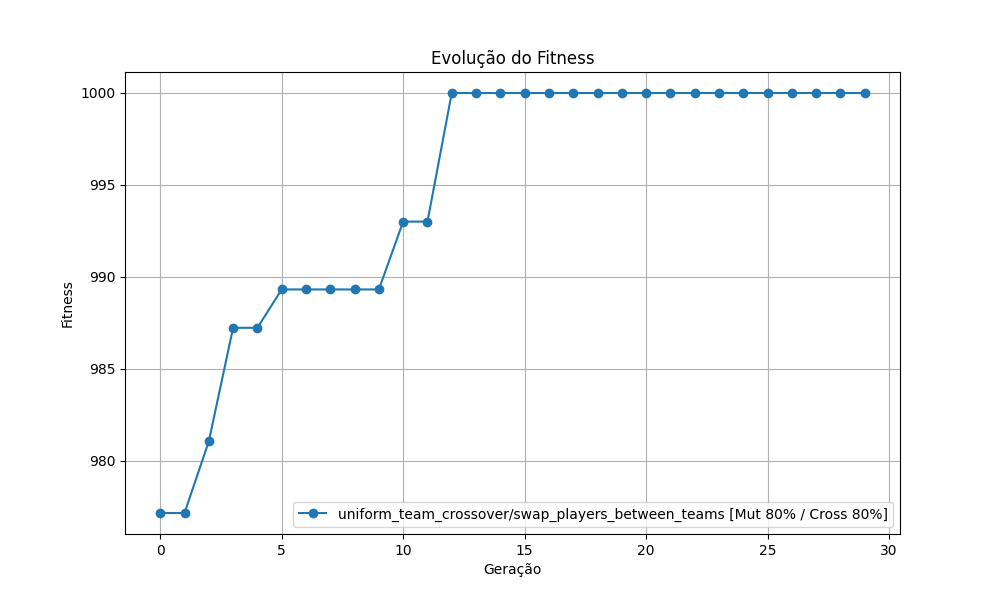 Evolução do Fitness
Fitness
1000
995
990
985
980
uniform_team_crossover/swap_players_between_teams [Mut 80% / Cross 80%]
0 5 10 15 20 25 30
Geração